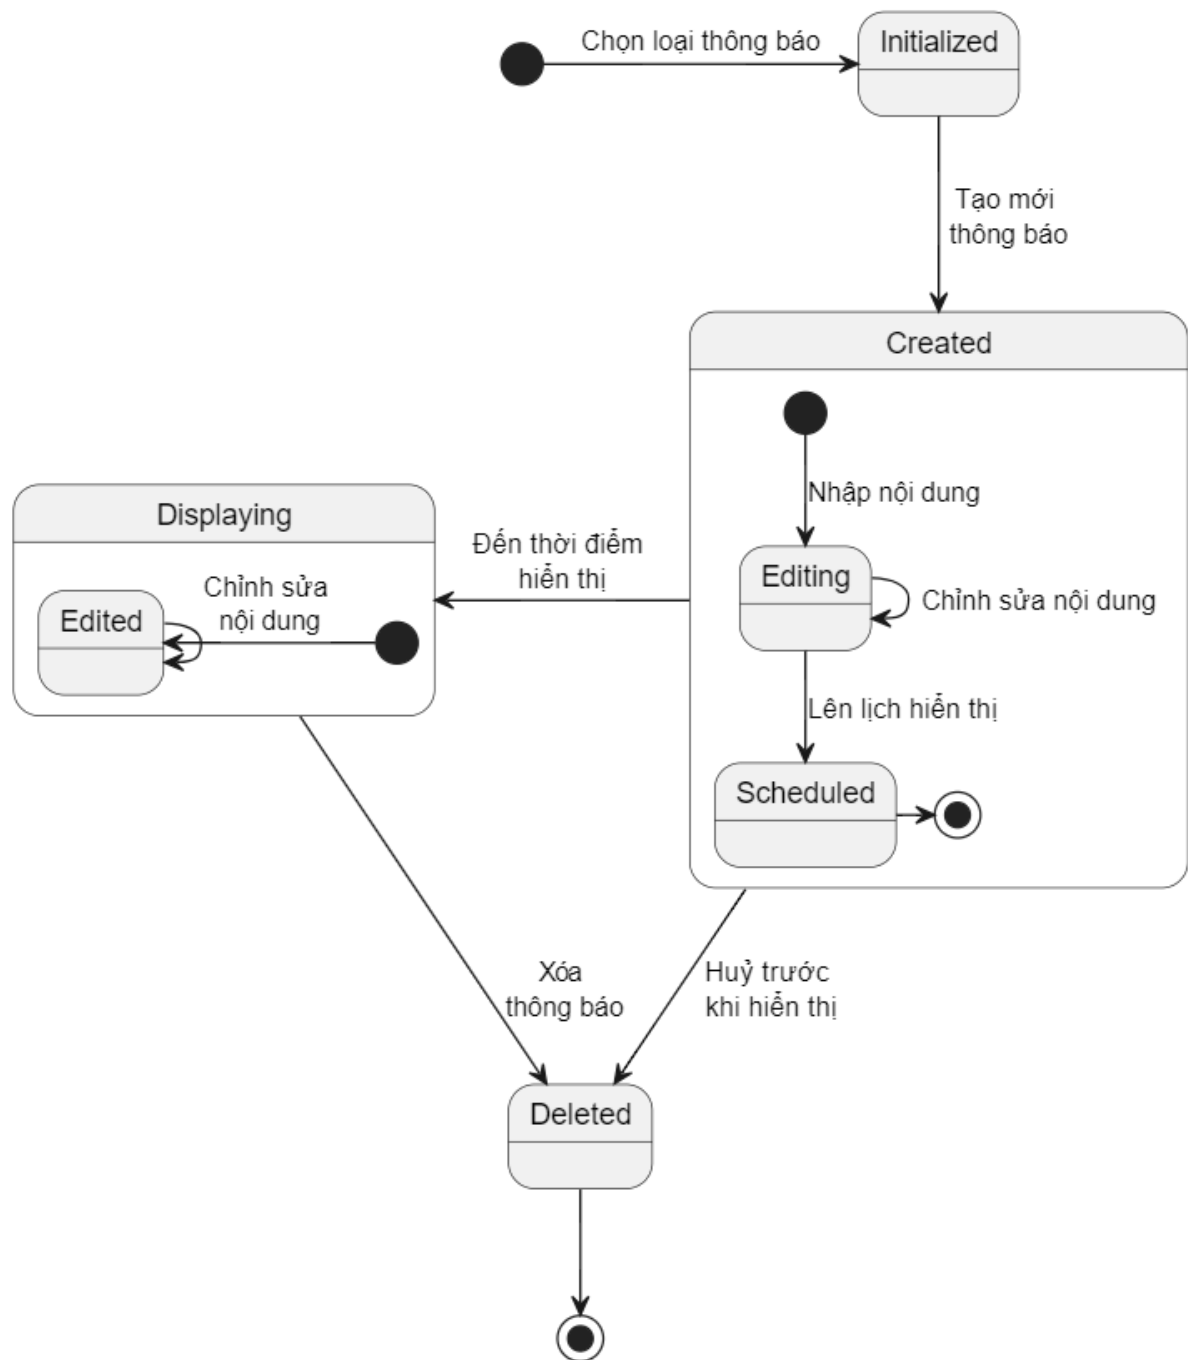 Chọn loại thông báo
Initialized
Tạo mới
thông báo
Created
Nhập nội dung
Editing
Chỉnh sửa nội dung
Lên lịch hiển thị
Scheduled
Đến thời điểm
hiển thị
Displaying
Chỉnh sửa
nội dung
Edited
Xóa
thông báo
Huỷ trước
khi hiển thị
Deleted